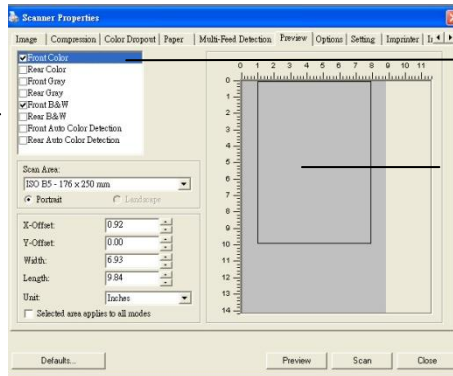 Scanner Properties
Image Compression Color Dropout Paper Multi-Feed Detection Preview Options Setting Imprinter
Front Color
Rear Color
Front Gray
Rear Gray
Front B&W
Rear B&W
Front Auto Color Detection
Rear Auto Color Detection
0 1 2 3 4 5 6 7 8 9 10 11
0
1
2
3
4
5
6
7
8
9
10
11
12
13
14
Scan Area:
ISO B5 - 176 x 250 mm
Portrait Landscape
X-Offset: 0.92
Y-Offset: 0.00
Width: 6.93
Length: 9.84
Unit: Inches
Selected area applies to all modes
Defaults... Preview Scan Close